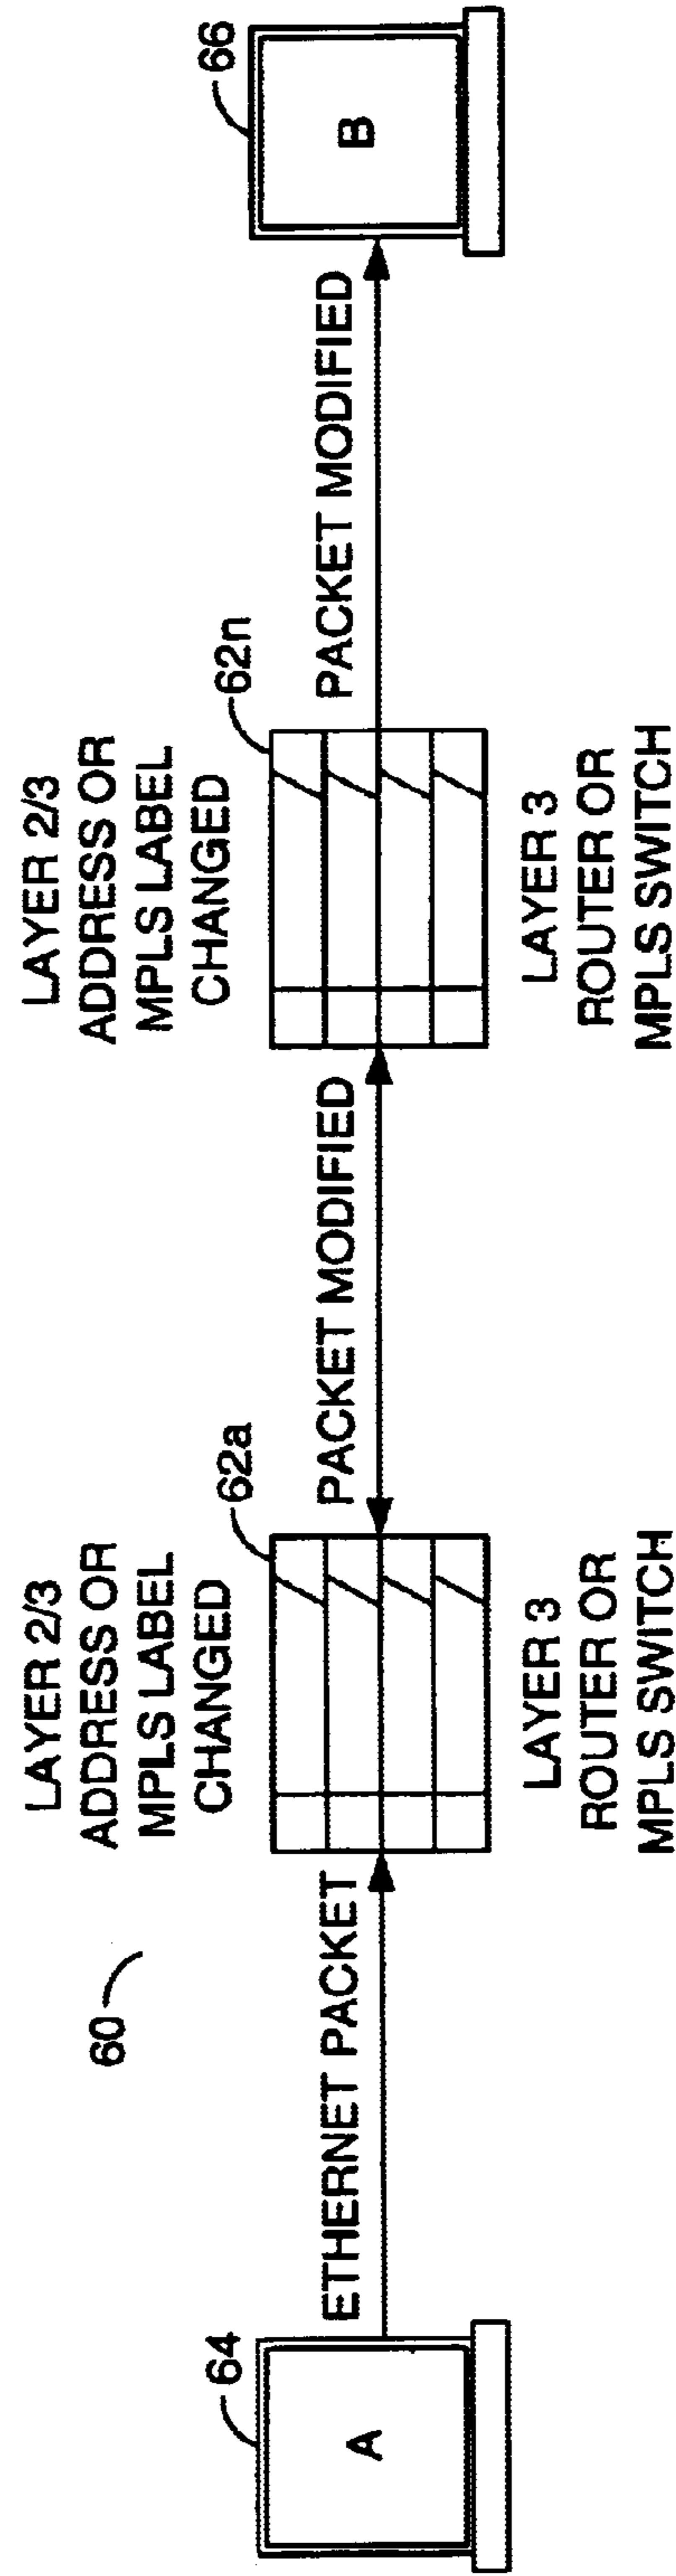 60
64
A
ETHERNET PACKET
LAYER 2/3
ADDRESS OR
MPLS LABEL
CHANGED
62a
LAYER 3
ROUTER OR
MPLS SWITCH
PACKET MODIFIED
LAYER 2/3
ADDRESS OR
MPLS LABEL
CHANGED
62n
LAYER 3
ROUTER OR
MPLS SWITCH
PACKET MODIFIED
66
B